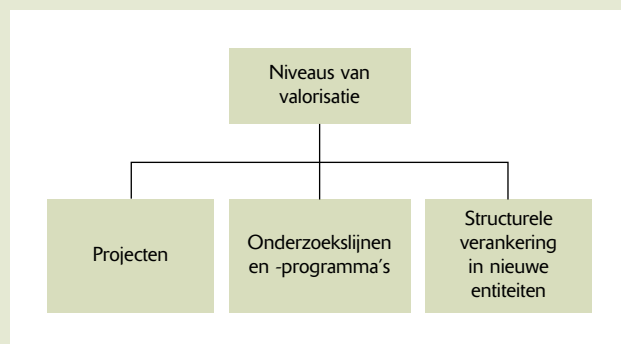 Niveaus van
valorisatie
Projecten
Onderzoekslijnen
en -programma's
Structurele
verankering
in nieuwe
entiteiten